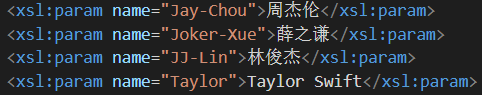 <xsl:param name="Jay-Chou">周杰伦</xsl:param>
<xsl:param name="Joker-Xue">薛之谦</xsl:param>
<xsl:param name="JJ-Lin">林俊杰</xsl:param>
<xsl:param name="Taylor">Taylor Swift</xsl:param>